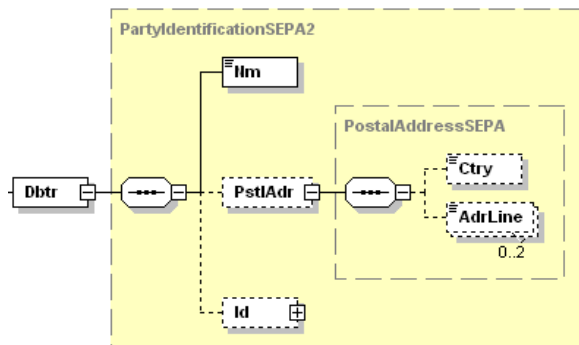 PartyIdentificationSEPA2
Nm
PostalAddressSEPA
Ctry
Dbtr
PstlAdr
AdrLine
0..2
Id